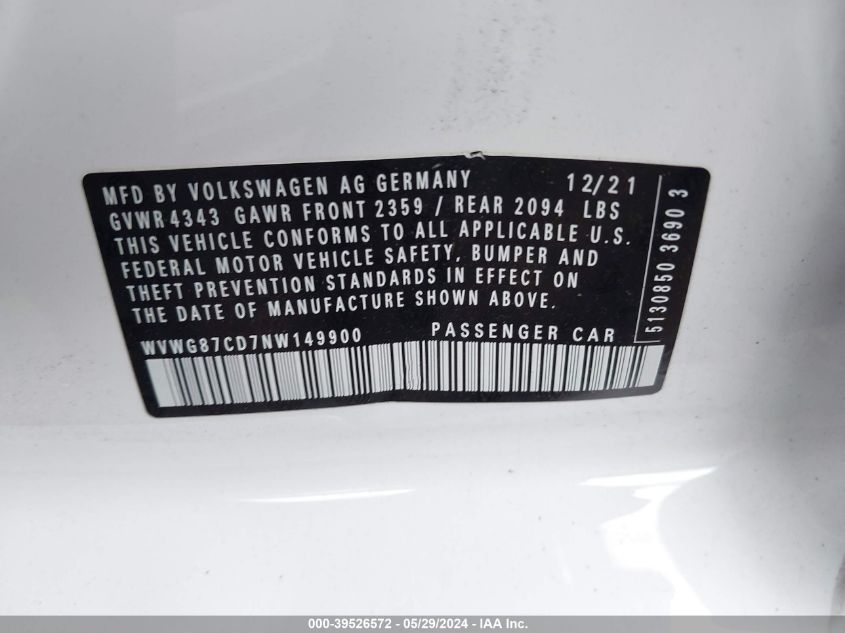 MFD BY VOLKSWAGEN AG GERMANY 12/21
GVWR 4343 GAWR FRONT 2359 / REAR 2094 LBS
THIS VEHICLE CONFORMS TO ALL APPLICABLE U.S.
FEDERAL MOTOR VEHICLE SAFETY, BUMPER AND
THEFT PREVENTION STANDARDS IN EFFECT ON
THE DATE OF MANUFACTURE SHOWN ABOVE.
WVWG87CD7NW149900 PASSENGER CAR
5130850 3690 3
000-39526572 / 05/29/2024 - IAA Inc.